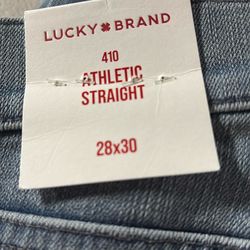 LUCKY BRAND
410
ATHLETIC
STRAIGHT
28x30